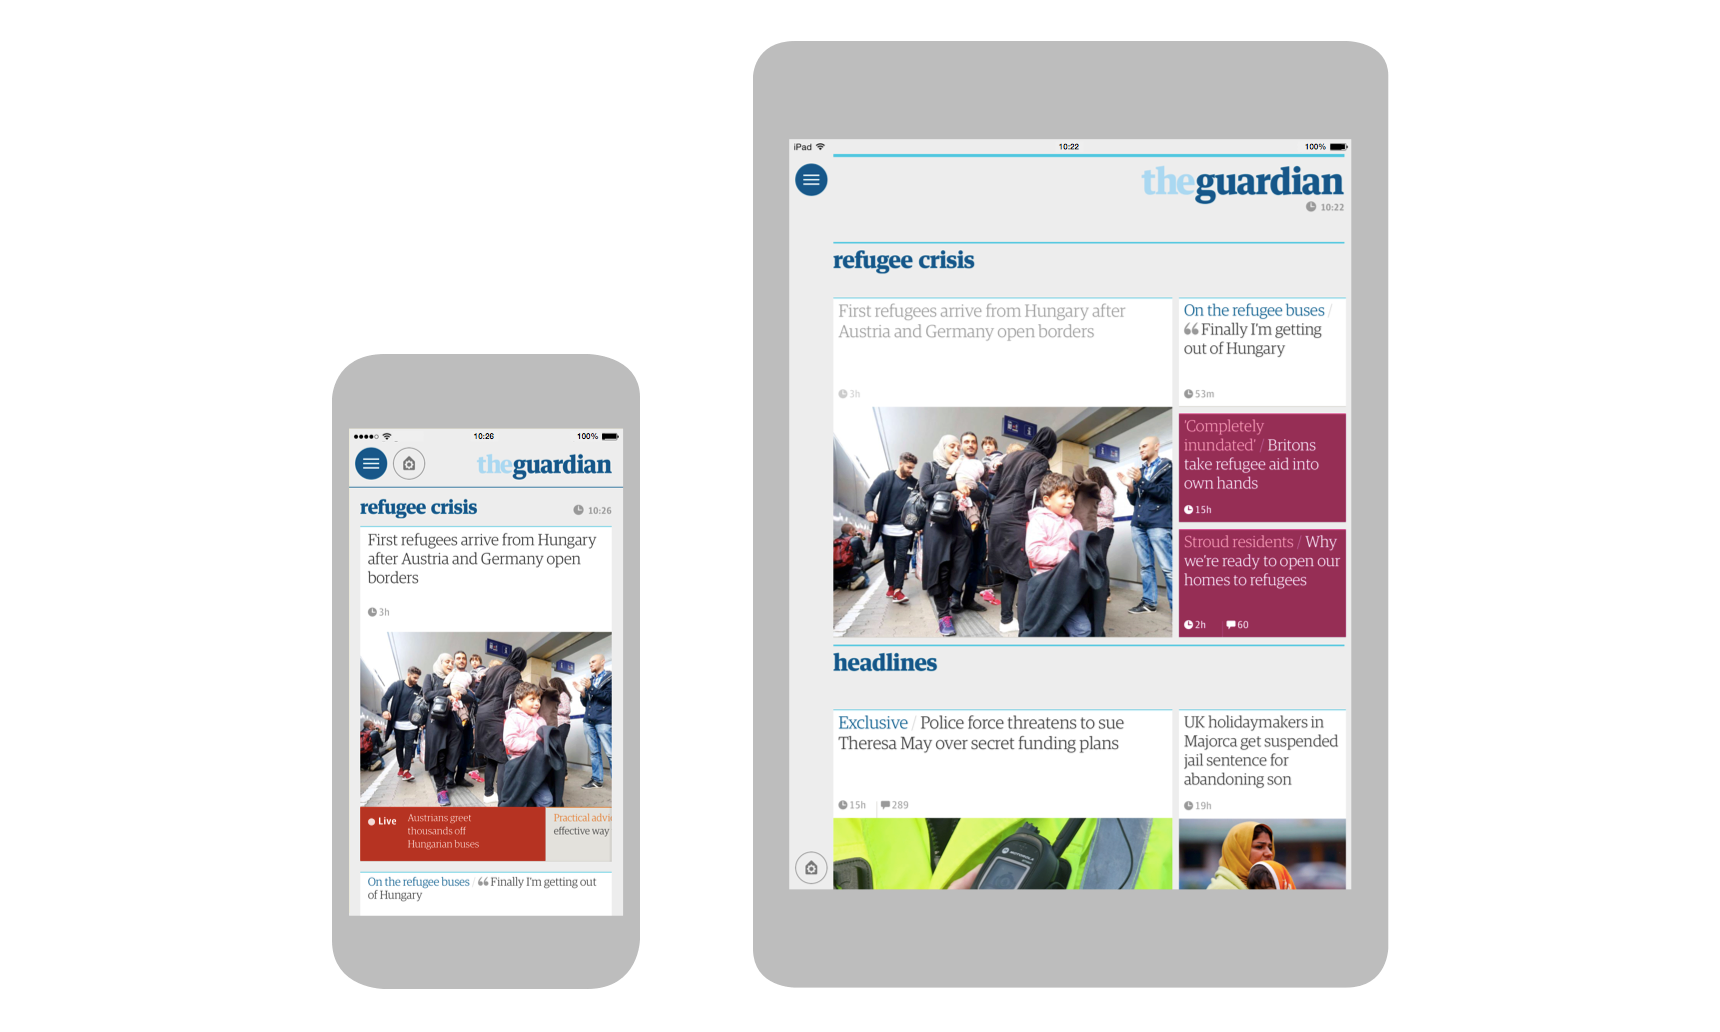 10:26
100%
theguardian
refugee crisis
10:26
First refugees arrive from Hungary
after Austria and Germany open
borders
3h
Live
Austrians greet
thousands off
Hungarian buses
Practical advi
effective way
On the refugee buses / “ Finally I'm getting out
of Hungary
iPad
10:22
100%
theguardian
10:22
refugee crisis
First refugees arrive from Hungary after
Austria and Germany open borders
3h
On the refugee buses /
“ Finally I'm getting
out of Hungary
53m
'Completely
inundated' / Britons
take refugee aid into
own hands
15h
Stroud residents / Why
we're ready to open our
homes to refugees
2h
60
headlines
Exclusive / Police force threatens to sue
Theresa May over secret funding plans
15h
289
UK holidaymakers in
Majorca get suspended
jail sentence for
abandoning son
19h